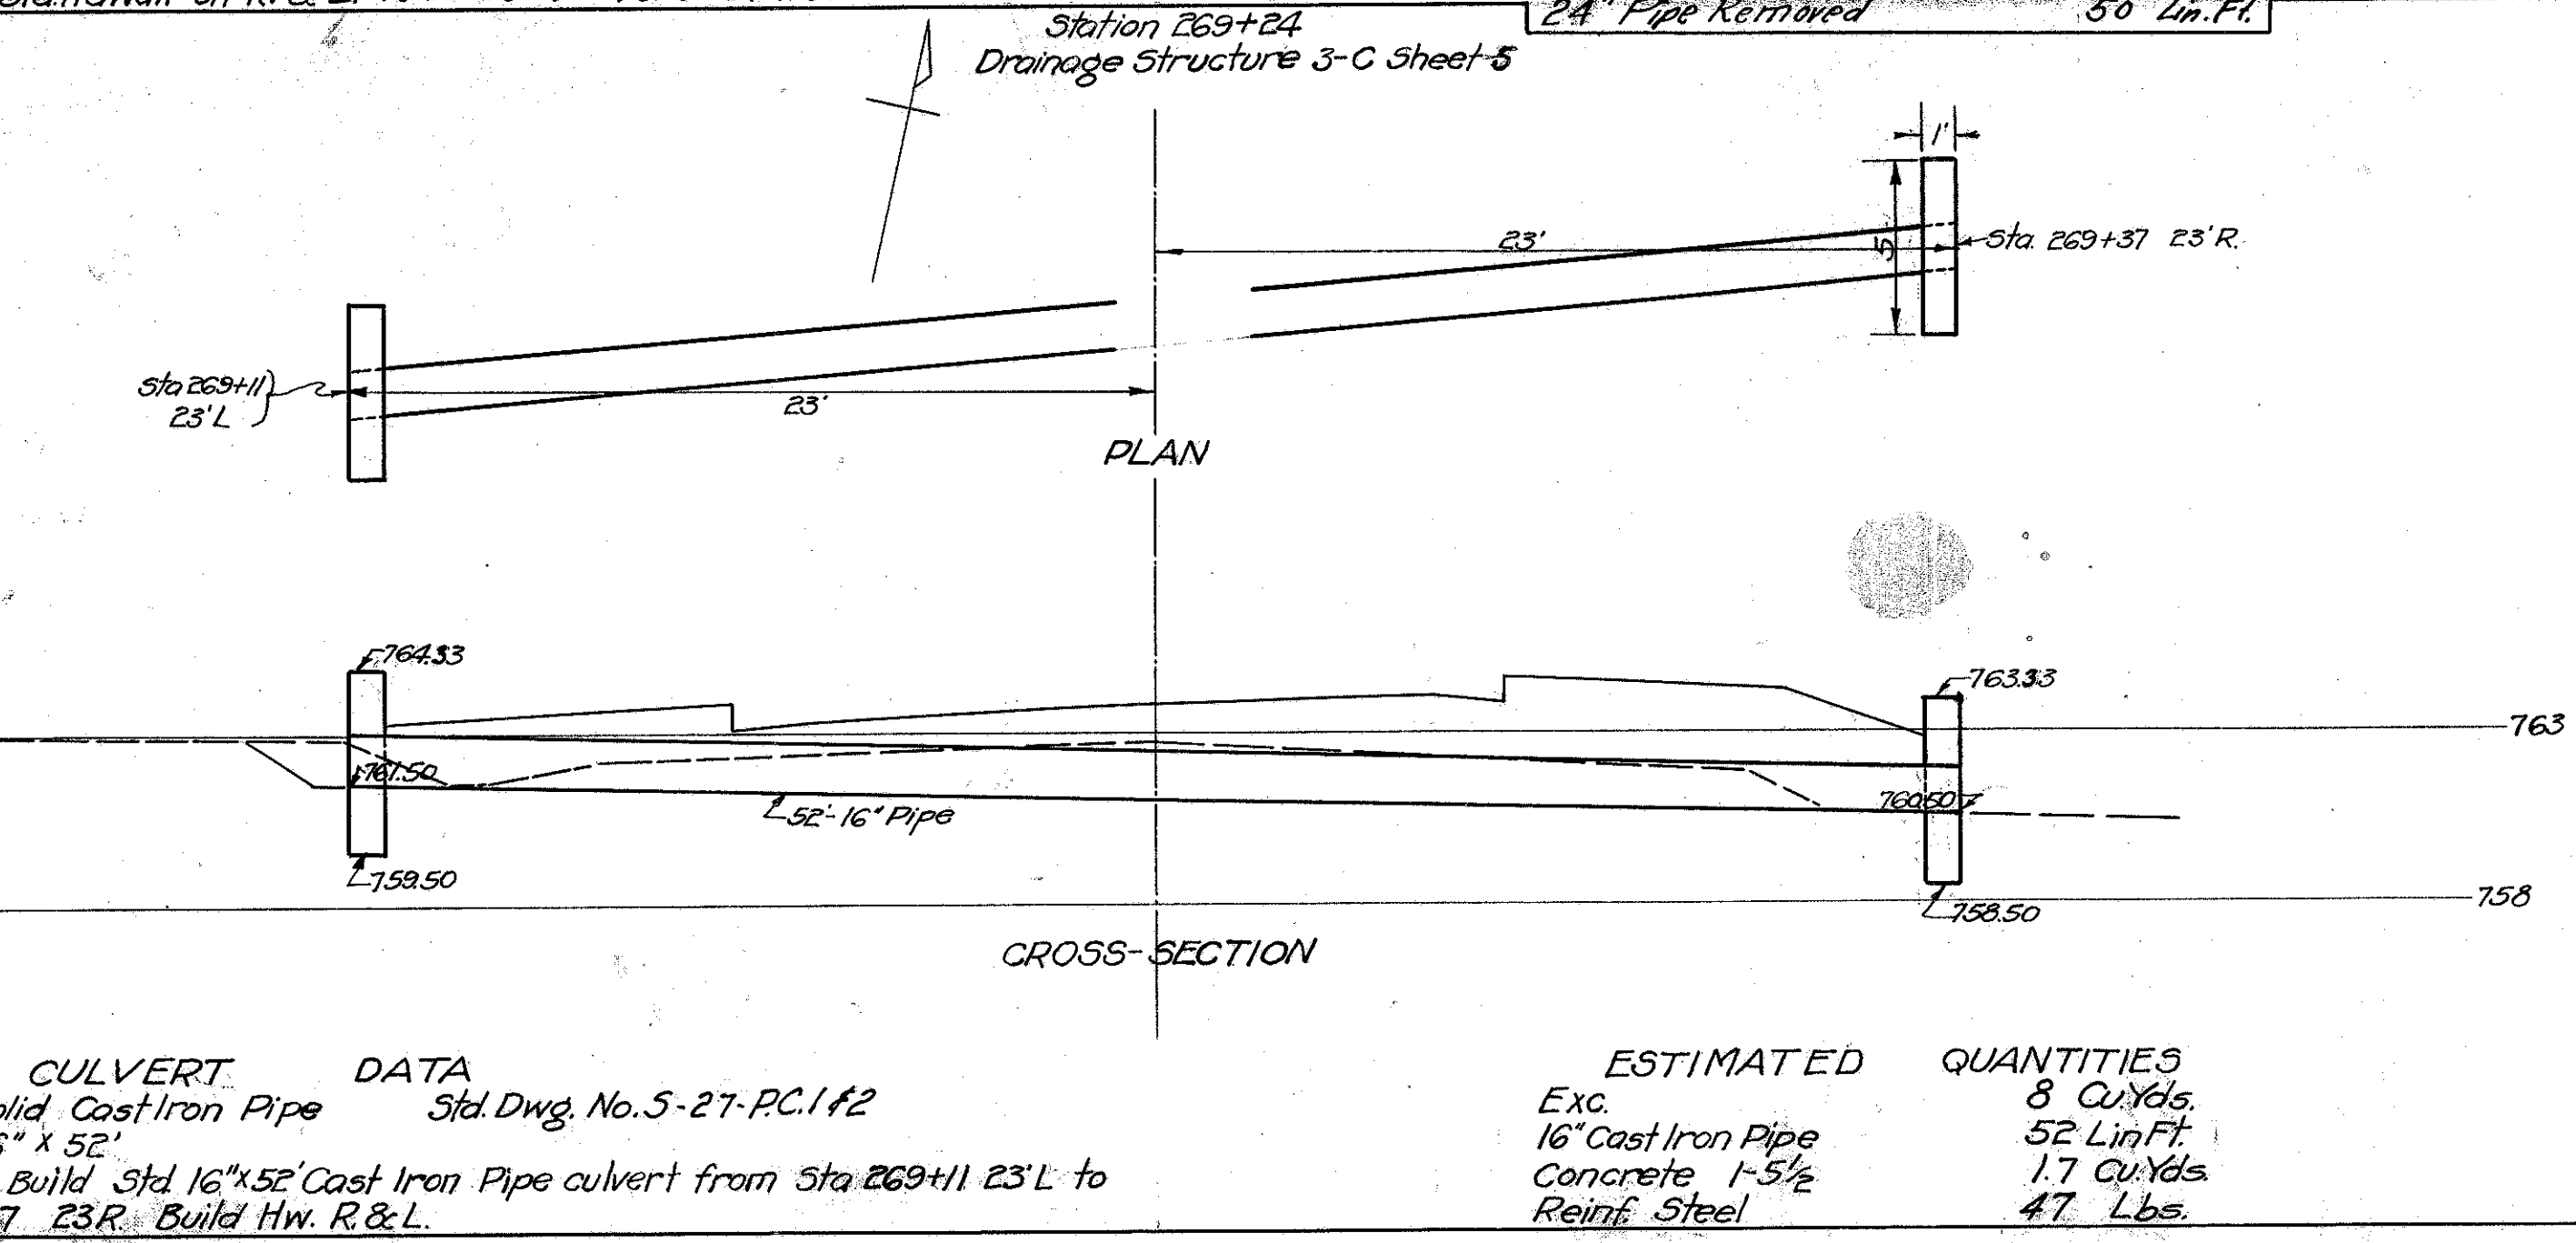 24" Pipe Removed 50 Lin.Ft.
Station 269+24
Drainage Structure 3-C Sheet 5
1'
5'
23'
Sta. 269+37 23'R.
Sta 269+11
23'L
23'
PLAN
764.33
763.33
763
761.50
760.50
52'-16" Pipe
759.50
758.50
758
CROSS-SECTION
CULVERT DATA
Cast Iron Pipe Std. Dwg. No. S-27-P.C. 1 & 2
6" x 52'
Build Std 16"x52' Cast Iron Pipe culvert from Sta 269+11 23'L to
7 23R. Build Hw. R.&L.
ESTIMATED QUANTITIES
Exc. 8 Cu.Yds.
16" Cast Iron Pipe 52 Lin Ft.
Concrete 1-5½ 1.7 Cu.Yds.
Reinf. Steel 47 Lbs.